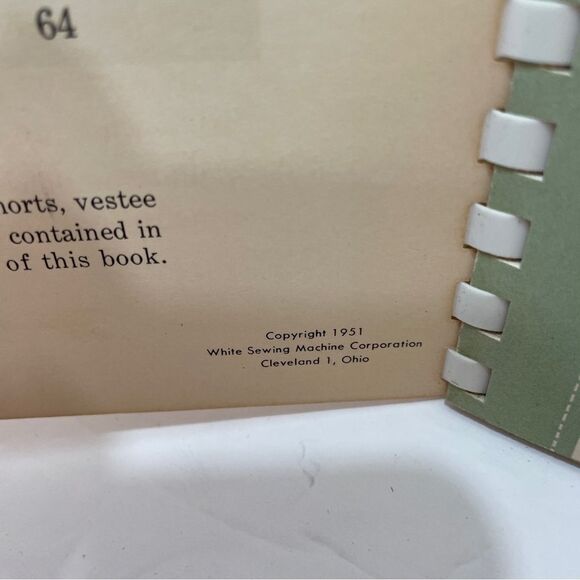 64
horts, vestee
contained in
of this book.
Copyright 1951
White Sewing Machine Corporation
Cleveland 1, Ohio